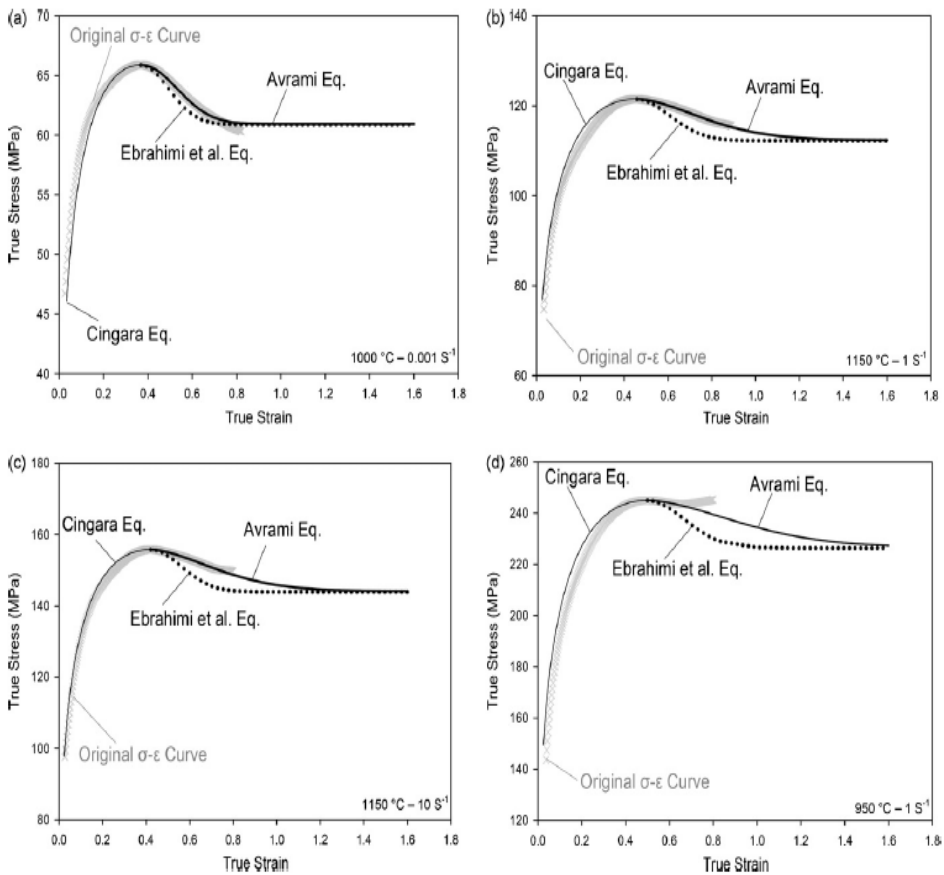 (a)
70
65
60
55
50
45
40
True Stress (MPa)
Original σ-ε Curve
Avrami Eq.
Ebrahimi et al. Eq.
Cingara Eq.
1000 °C – 0.001 S⁻¹
0.0 0.2 0.4 0.6 0.8 1.0 1.2 1.4 1.6 1.8
True Strain
(b)
140
120
100
80
60
True Stress (MPa)
Cingara Eq.
Avrami Eq.
Ebrahimi et al. Eq.
Original σ-ε Curve
1150 °C – 1 S⁻¹
0.0 0.2 0.4 0.6 0.8 1.0 1.2 1.4 1.6 1.8
True Strain
(c)
180
160
140
120
100
80
True Stress (MPa)
Cingara Eq.
Avrami Eq.
Ebrahimi et al. Eq.
Original σ-ε Curve
1150 °C – 10 S⁻¹
0.0 0.2 0.4 0.6 0.8 1.0 1.2 1.4 1.6 1.8
True Strain
(d)
260
240
220
200
180
160
140
120
True Stress (MPa)
Cingara Eq.
Avrami Eq.
Ebrahimi et al. Eq.
Original σ-ε Curve
950 °C – 1 S⁻¹
0.0 0.2 0.4 0.6 0.8 1.0 1.2 1.4 1.6 1.8
True Strain